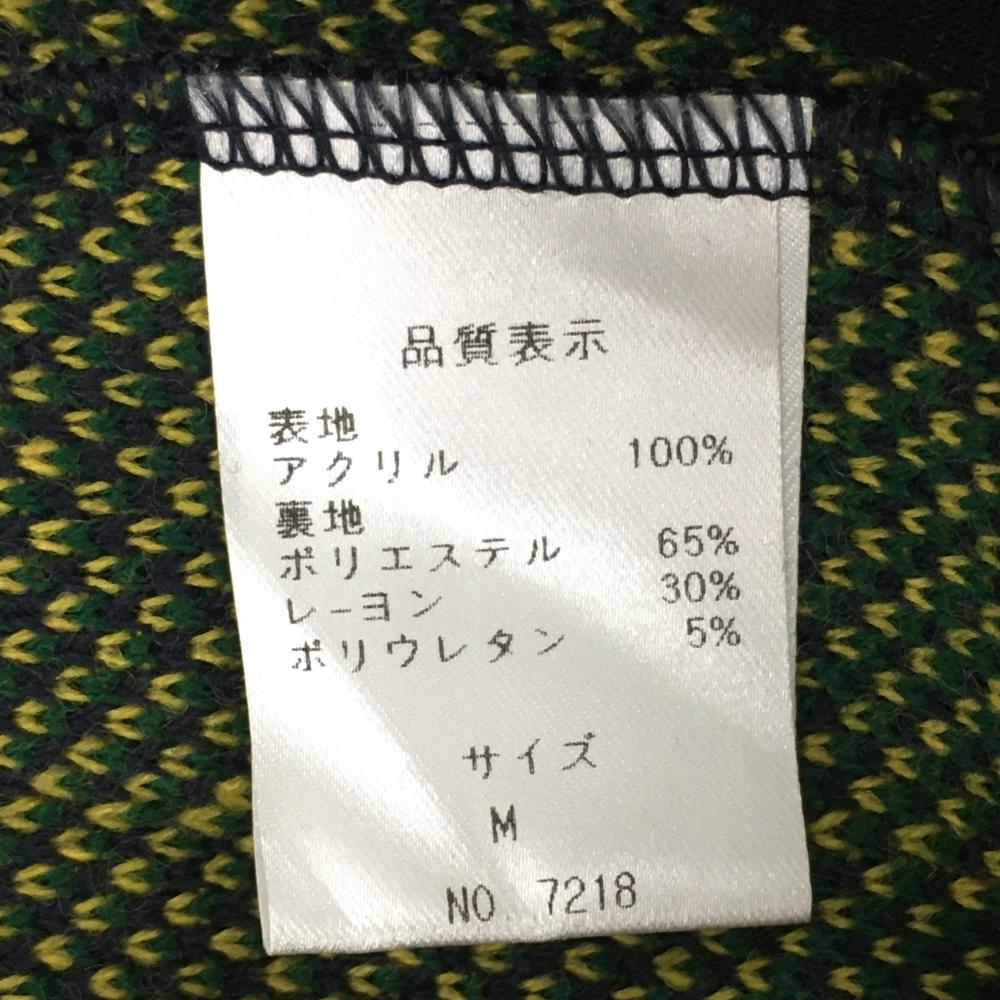 品質表示
表地
アクリル 100%
裏地
ポリエステル 65%
レーヨン 30%
ポリウレタン 5%
サイズ
M
NO 7218